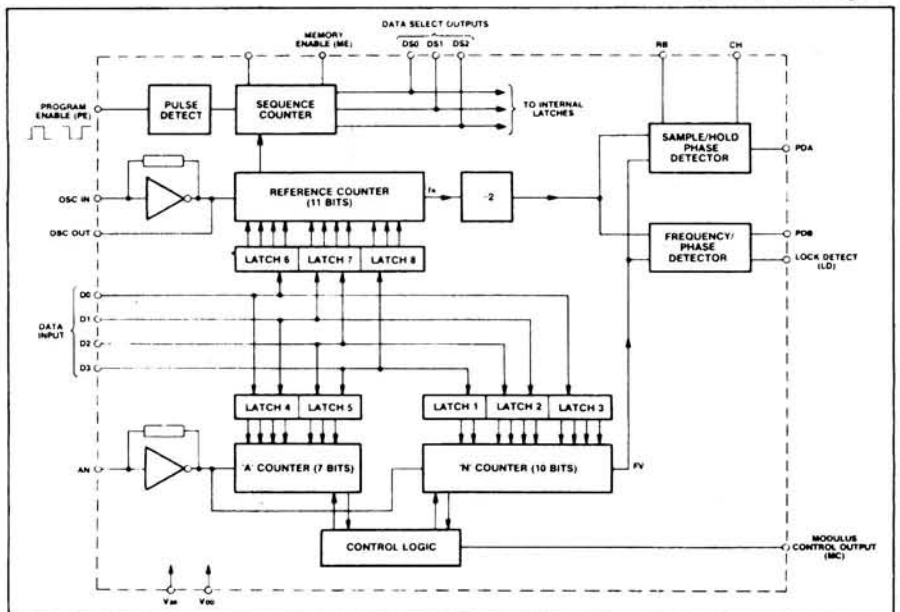 DATA SELECT OUTPUTS
MEMORY
ENABLE (ME)
DS0 DS1 DS2
RB CH
PROGRAM
ENABLE (PE)
PULSE
DETECT
SEQUENCE
COUNTER
TO INTERNAL
LATCHES
SAMPLE/HOLD
PHASE
DETECTOR
PDA
OSC IN
REFERENCE COUNTER
(11 BITS)
÷2
OSC OUT
FREQUENCY/
PHASE
DETECTOR
PDB
LOCK DETECT
(LD)
LATCH 6 LATCH 7 LATCH 8
DATA
INPUT
D0
D1
D2
D3
LATCH 4 LATCH 5
LATCH 1 LATCH 2 LATCH 3
AN
'A' COUNTER (7 BITS)
'N' COUNTER (10 BITS)
FV
CONTROL LOGIC
MODULUS
CONTROL OUTPUT
(MC)
VDD